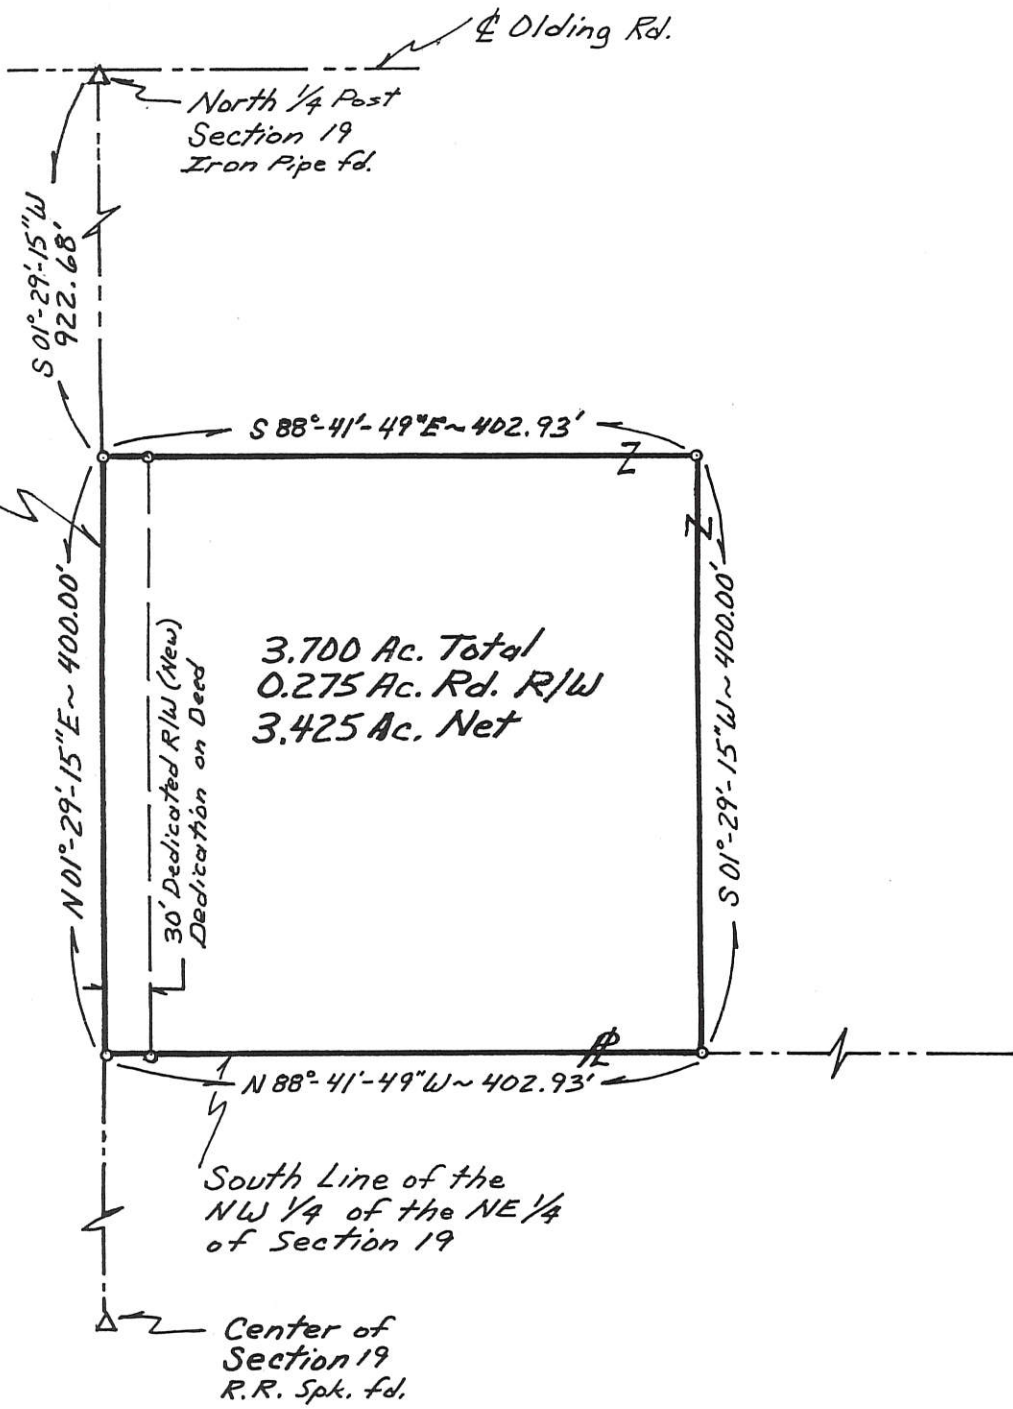 ℄ Olding Rd.
North 1/4 Post
Section 19
Iron Pipe fd.
S 01°-29'-15"W
922.68'
S 88°-41'-49"E ~ 402.93'
Z
Z
N 01°-29'-15"E ~ 400.00'
30' Dedicated R/W (New)
Dedication on Deed
3.700 Ac. Total
0.275 Ac. Rd. R/W
3.425 Ac. Net
S 01°-29'-15"W ~ 400.00'
⅊
N 88°-41'-49"W ~ 402.93'
South Line of the
NW 1/4 of the NE 1/4
of Section 19
Center of
Section 19
R.R. Spk. fd.